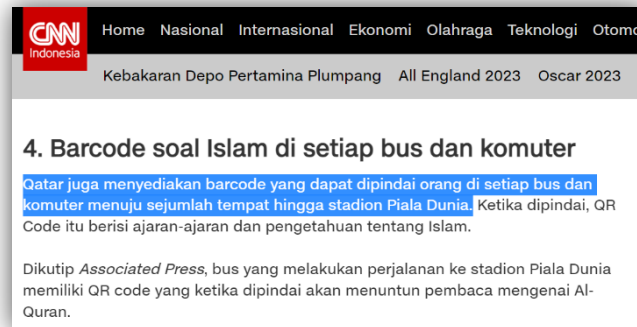 CNN
Indonesia
Home Nasional Internasional Ekonomi Olahraga Teknologi Otomo
Kebakaran Depo Pertamina Plumpang All England 2023 Oscar 2023
4. Barcode soal Islam di setiap bus dan komuter
Qatar juga menyediakan barcode yang dapat dipindai orang di setiap bus dan
komuter menuju sejumlah tempat hingga stadion Piala Dunia. Ketika dipindai, QR
Code itu berisi ajaran-ajaran dan pengetahuan tentang Islam.
Dikutip Associated Press, bus yang melakukan perjalanan ke stadion Piala Dunia
memiliki QR code yang ketika dipindai akan menuntun pembaca mengenai Al-
Quran.